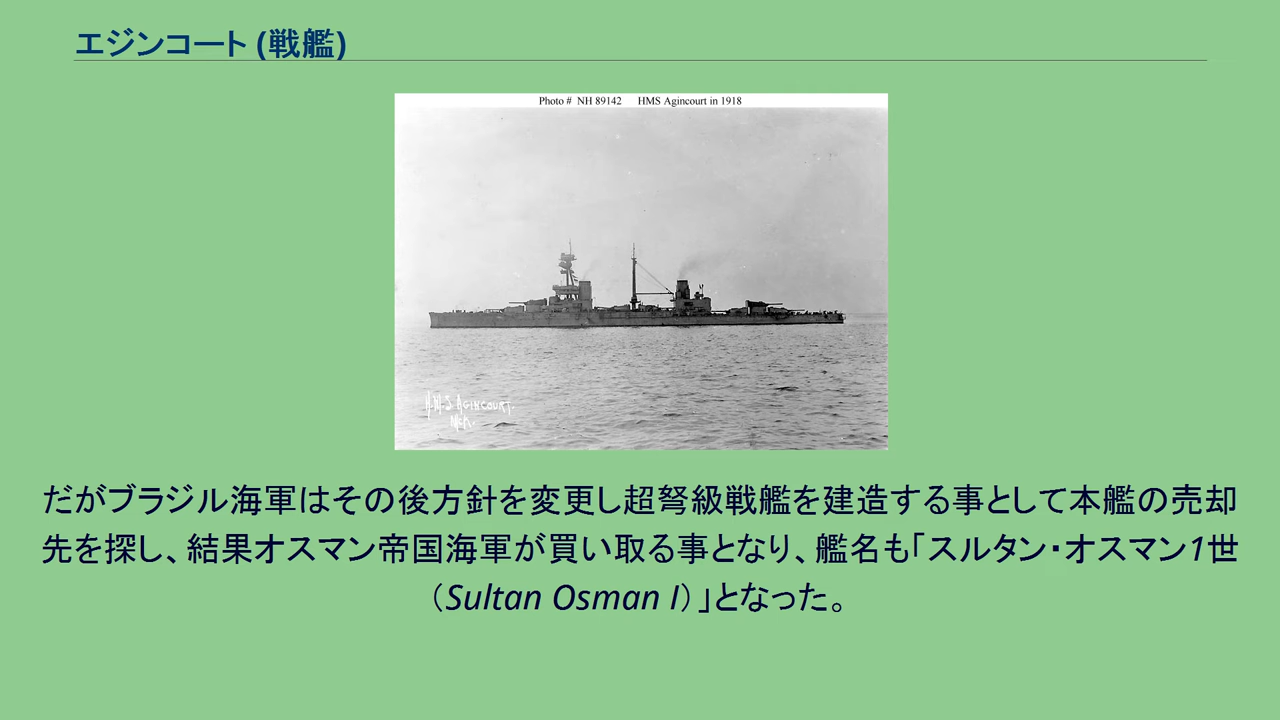 エジンコート (戦艦)
Photo # NH 89142 HMS Agincourt in 1918
H.M.S. AGINCOURT.
だがブラジル海軍はその後方針を変更し超弩級戦艦を建造する事として本艦の売却
先を探し、結果オスマン帝国海軍が買い取る事となり、艦名も「スルタン・オスマン1世
（Sultan Osman I）」となった。